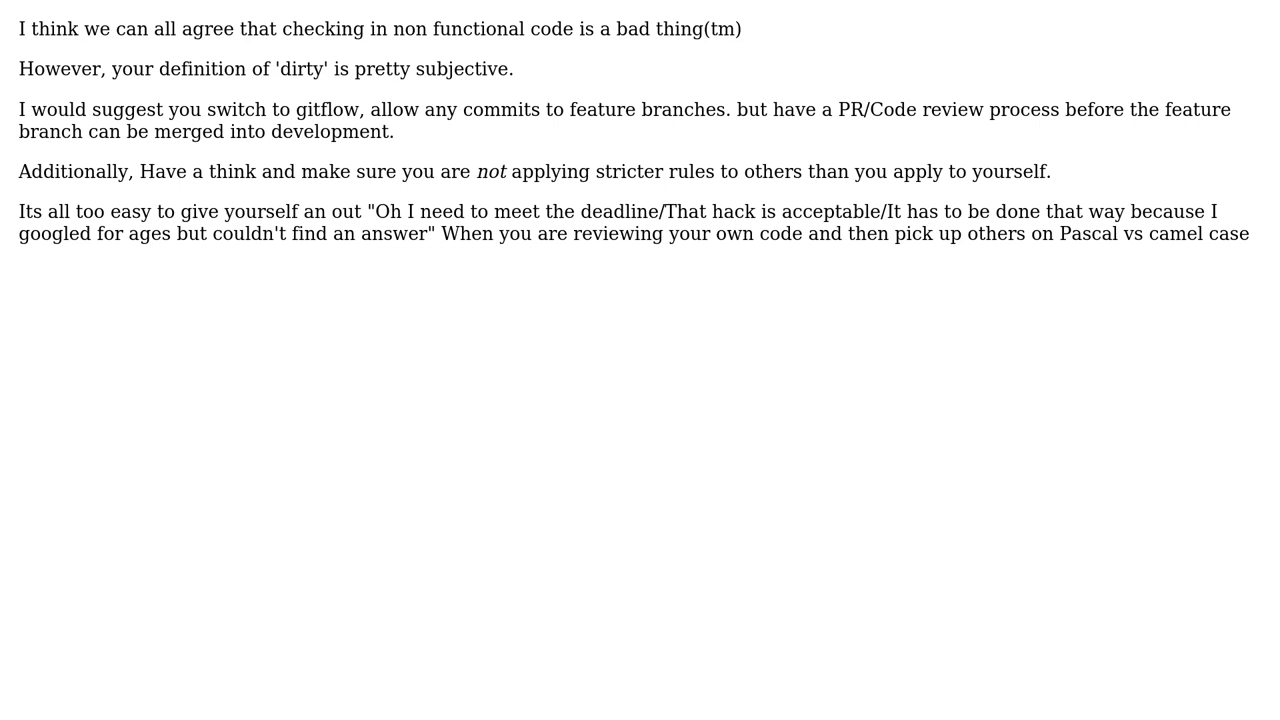 I think we can all agree that checking in non functional code is a bad thing(tm)
However, your definition of 'dirty' is pretty subjective.
I would suggest you switch to gitflow, allow any commits to feature branches. but have a PR/Code review process before the feature
branch can be merged into development.
Additionally, Have a think and make sure you are not applying stricter rules to others than you apply to yourself.
Its all too easy to give yourself an out "Oh I need to meet the deadline/That hack is acceptable/It has to be done that way because I
googled for ages but couldn't find an answer" When you are reviewing your own code and then pick up others on Pascal vs camel case